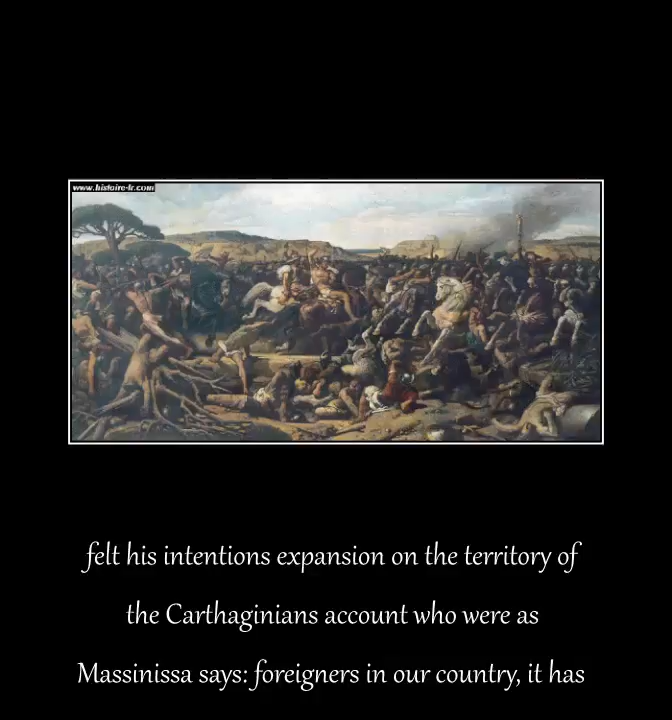 www.histoire-fr.com
felt his intentions expansion on the territory of
the Carthaginians account who were as
Massinissa says: foreigners in our country, it has